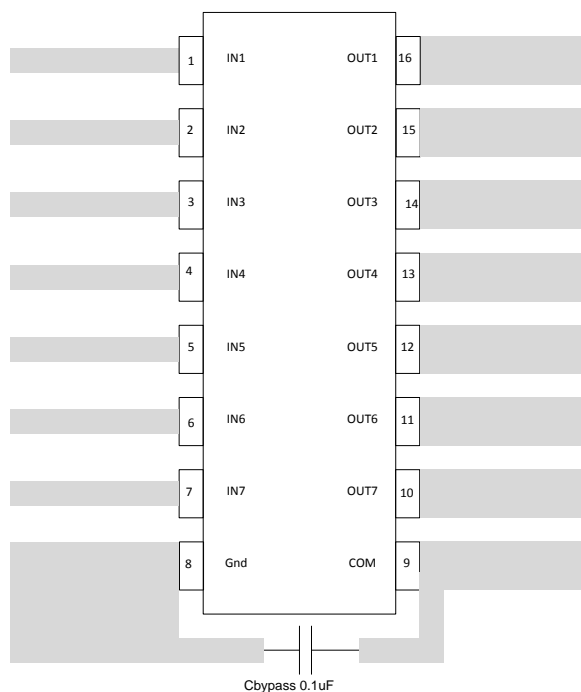 1 IN1 OUT1 16
2 IN2 OUT2 15
3 IN3 OUT3 14
4 IN4 OUT4 13
5 IN5 OUT5 12
6 IN6 OUT6 11
7 IN7 OUT7 10
8 Gnd COM 9
Cbypass 0.1uF